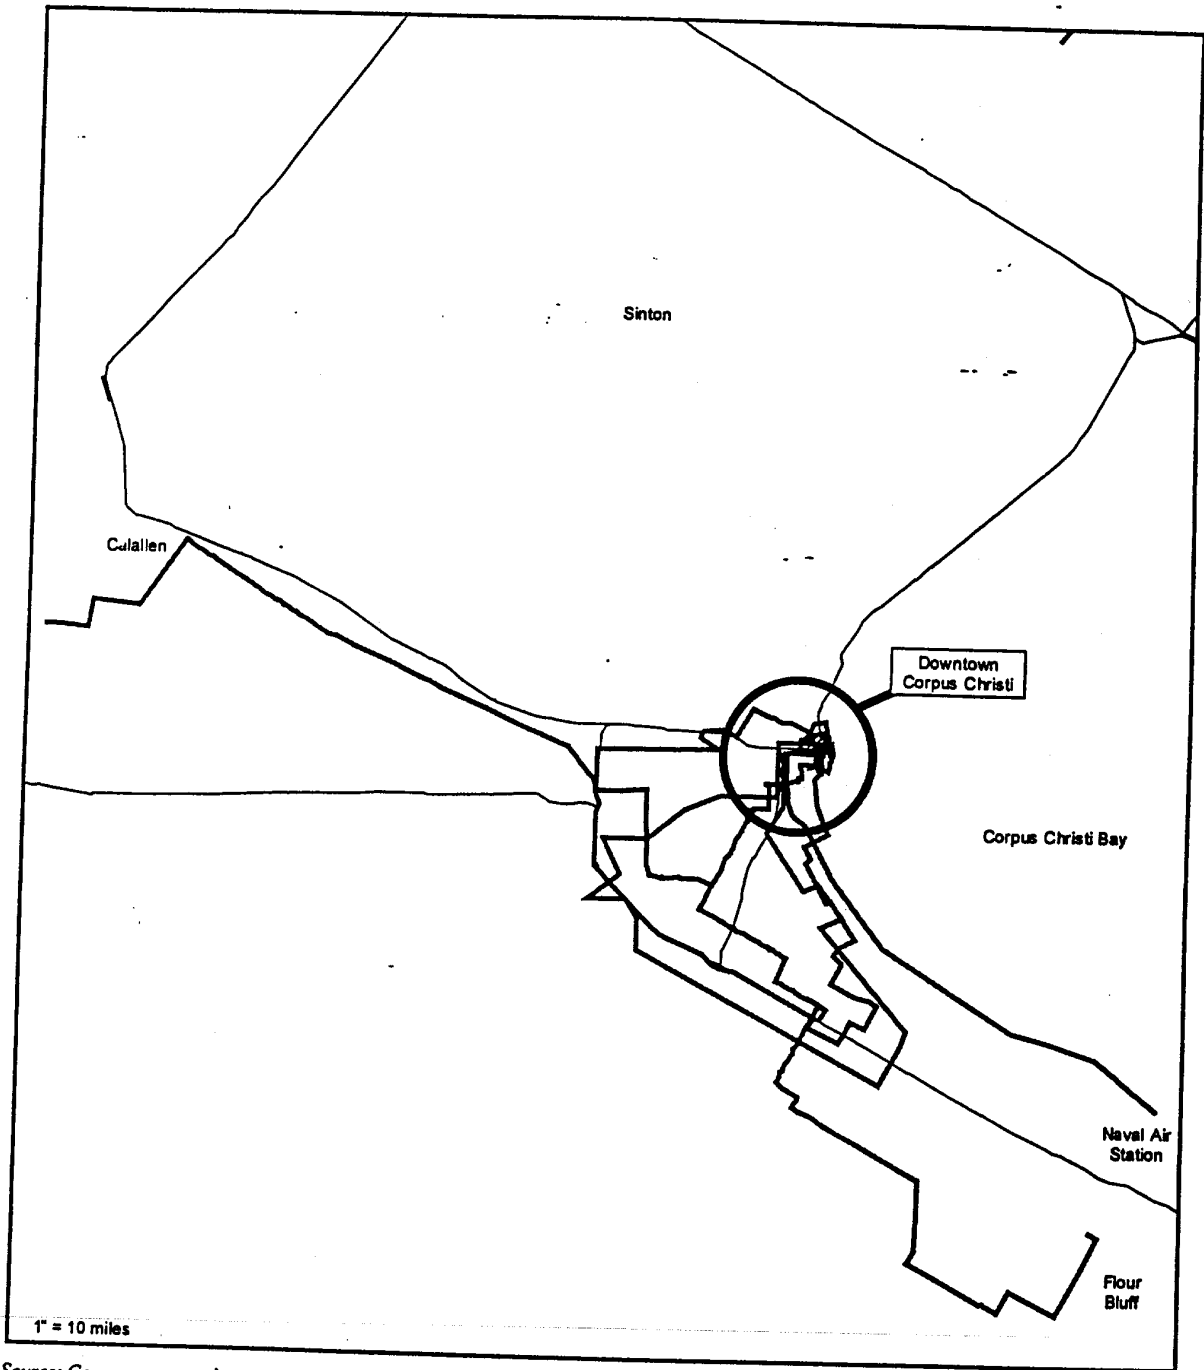 Sinton
Calallen
Downtown
Corpus Christi
Corpus Christi Bay
Naval Air
Station
Flour
Bluff
1" = 10 miles